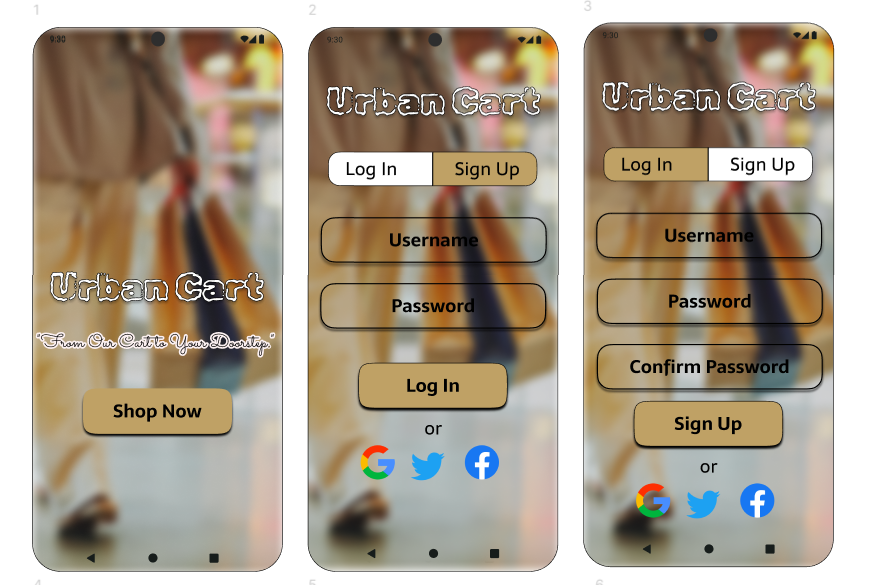 1
9:30
Urban Cart
"From Our Cart to Your Doorstep."
Shop Now
2
9:30
Urban Cart
Log In
Sign Up
Username
Password
Log In
or
3
9:30
Urban Cart
Log In
Sign Up
Username
Password
Confirm Password
Sign Up
or
4
5
6